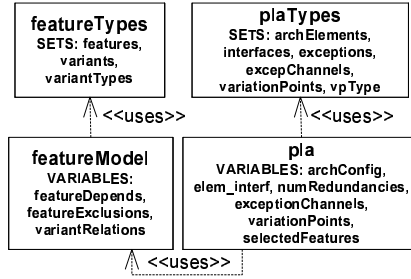 featureTypes
SETS: features,
variants,
variantTypes
plaTypes
SETS: archElements,
interfaces, exceptions,
excepChannels,
variationPoints, vpType
<<uses>>
<<uses>>
featureModel
VARIABLES:
featureDepends,
featureExclusions,
variantRelations
pla
VARIABLES: archConfig,
elem_interf, numRedundancies,
exceptionChannels,
variationPoints,
selectedFeatures
<<uses>>